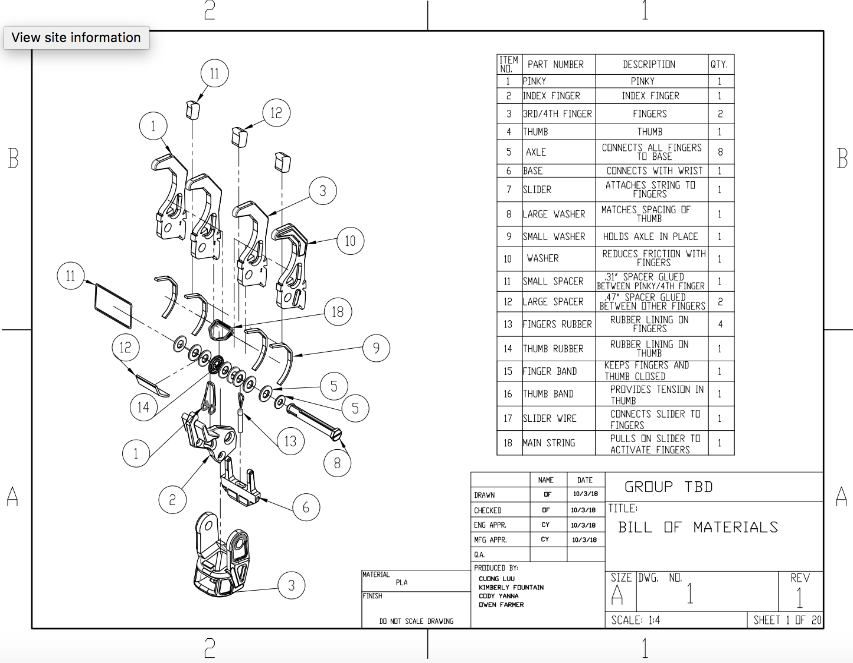 2
1
View site information
B
B
A
A
11
12
1
3
10
11
18
12
9
5
5
14
13
1
8
2
6
3
ITEM NO. PART NUMBER DESCRIPTION QTY.
1 PINKY PINKY 1
2 INDEX FINGER INDEX FINGER 1
3 3RD/4TH FINGER FINGERS 2
4 THUMB THUMB 1
5 AXLE CONNECTS ALL FINGERS TO BASE 8
6 BASE CONNECTS WITH WRIST 1
7 SLIDER ATTACHES STRING TO FINGERS 1
8 LARGE WASHER MATCHES SPACING OF THUMB 1
9 SMALL WASHER HOLDS AXLE IN PLACE 1
10 WASHER REDUCES FRICTION WITH FINGERS 1
11 SMALL SPACER .31" SPACER GLUED BETWEEN PINKY/4TH FINGER 1
12 LARGE SPACER .47" SPACER GLUED BETWEEN OTHER FINGERS 2
13 FINGERS RUBBER RUBBER LINING ON FINGERS 4
14 THUMB RUBBER RUBBER LINING ON THUMB 1
15 FINGER BAND KEEPS FINGERS AND THUMB CLOSED 1
16 THUMB BAND PROVIDES TENSION IN THUMB 1
17 SLIDER WIRE CONNECTS SLIDER TO FINGERS 1
18 MAIN STRING PULLS ON SLIDER TO ACTIVATE FINGERS 1
NAME DATE
DRAWN OF 10/3/18
CHECKED OF 10/3/18
ENG APPR. CY 10/3/18
MFG APPR. CY 10/3/18
Q.A.
PRODUCED BY:
CUONG LUU
KIMBERLY FOUNTAIN
CODY YANNA
OWEN FARMER
MATERIAL
PLA
FINISH
DO NOT SCALE DRAWING
GROUP TBD
TITLE:
BILL OF MATERIALS
SIZE DWG. NO. REV
A 1 1
SCALE: 1:4 SHEET 1 OF 20
2
1